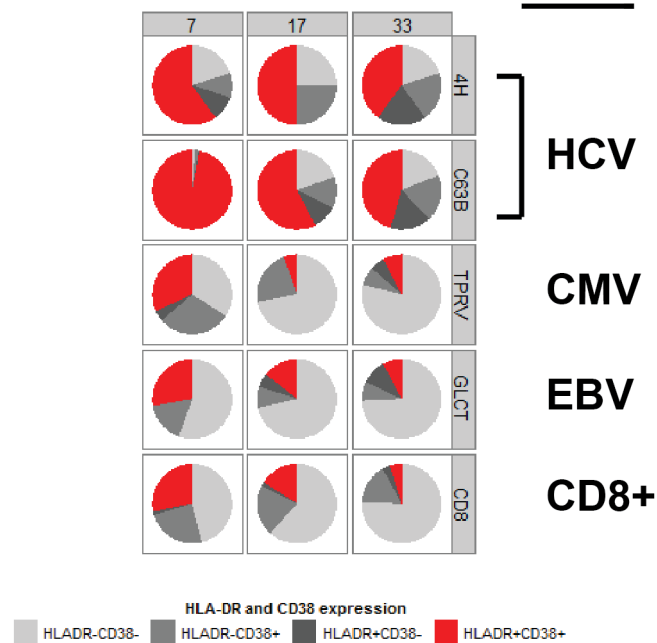 7 17 33
4H
HCV
C63B
TPRV
CMV
GLCT
EBV
CD8
CD8+
HLA-DR and CD38 expression
HLADR-CD38- HLADR-CD38+ HLADR+CD38- HLADR+CD38+